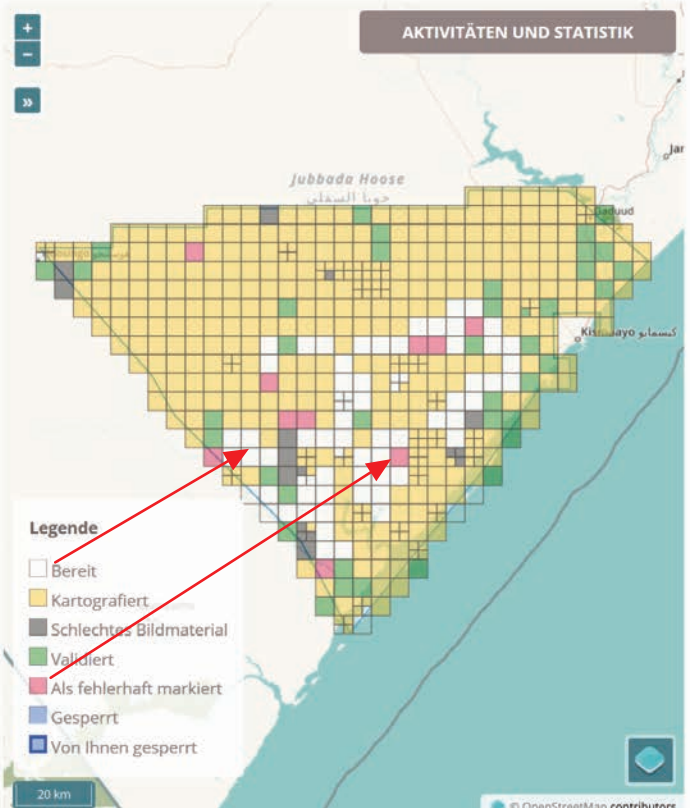 +
AKTIVITÄTEN UND STATISTIK
−
»
Jar
Jubbada Hoose
جوبا السفلى
Kismaayo كيسمايو
Legende
Bereit
Kartografiert
Schlechtes Bildmaterial
Validiert
Als fehlerhaft markiert
Gesperrt
Von Ihnen gesperrt
20 km
© OpenStreetMap contributors